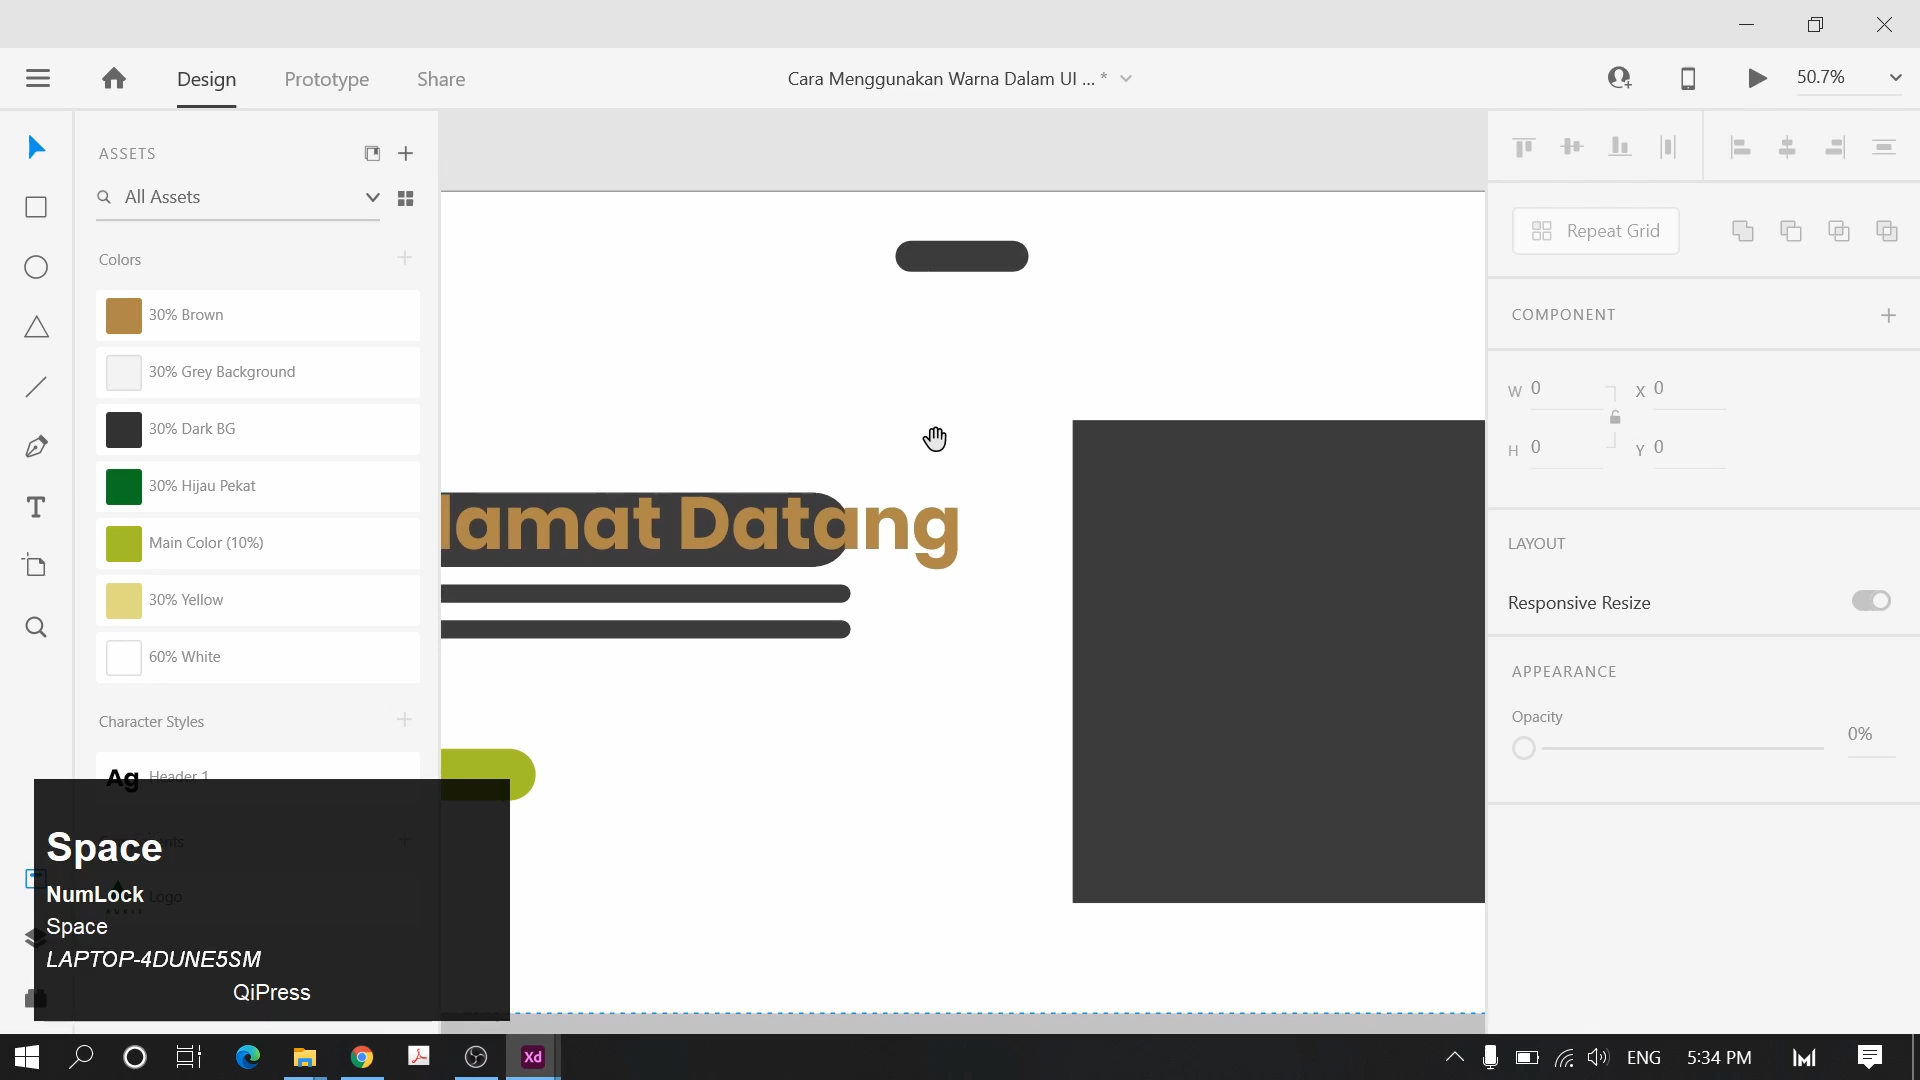 Design
Prototype
Share
Cara Menggunakan Warna Dalam UI ... *
50.7%
ASSETS
All Assets
Colors
30% Brown
30% Grey Background
30% Dark BG
30% Hijau Pekat
Main Color (10%)
30% Yellow
60% White
Character Styles
Ag Header 1
Logo
Space
NumLock
Space
LAPTOP-4DUNE5SM
QiPress
lamat Datang
Repeat Grid
COMPONENT
W 0
X 0
H 0
Y 0
LAYOUT
Responsive Resize
APPEARANCE
Opacity
0%
Xd
ENG
5:34 PM